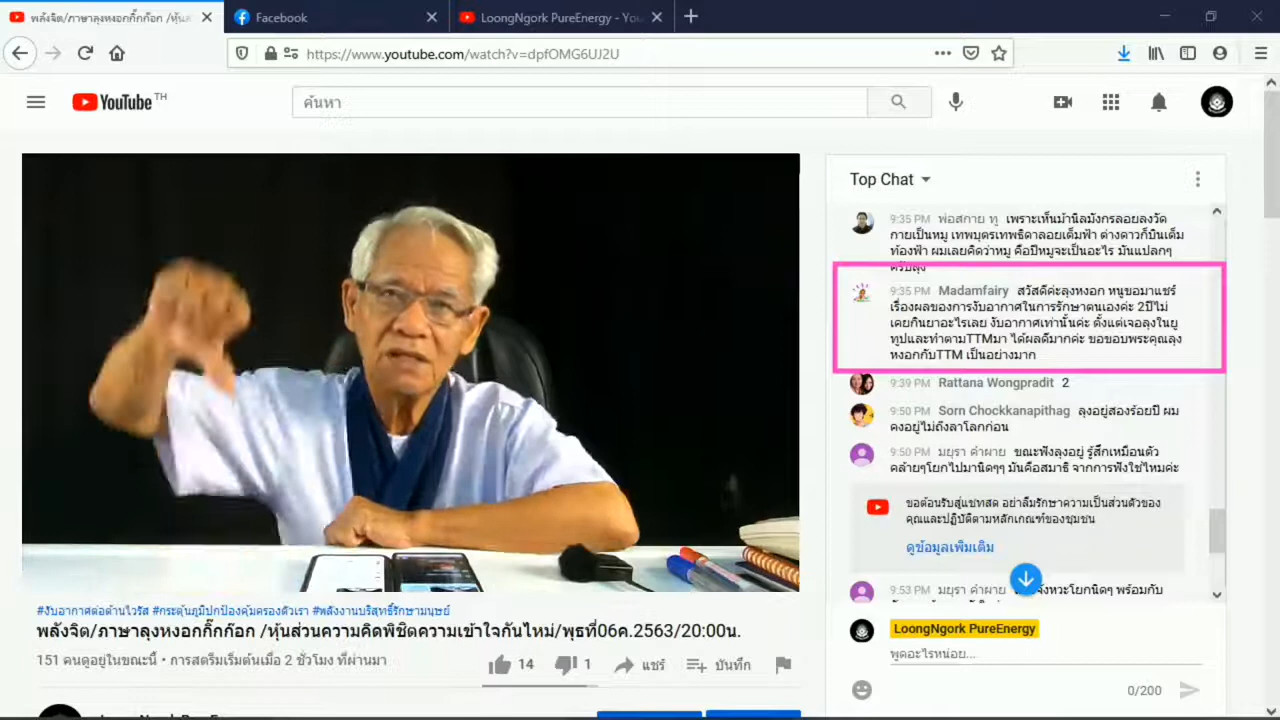 พลังจิต/ภาษาลุงหงอกกิ๊กก๊อก /หุ้นส
Facebook
LoongNgork PureEnergy - You
https://www.youtube.com/watch?v=dpfOMG6UJ2U
YouTube TH
ค้นหา
Top Chat
9:35 PM พ่อสกาย ทู เพราะเห็นม้านิลมังกรลอยลงวัด
กายเป็นหมู เทพบุตรเทพธิดาลอยเต็มฟ้า ต่างดาวก็บินเต็ม
ท้องฟ้า ผมเลยคิดว่าหมู คือปีหมูจะเป็นอะไร มันแปลกๆ
ครับลุง
9:35 PM Madamfairy สวัสดีค่ะลุงหงอก หนูขอมาแชร์
เรื่องผลของการงับอากาศในการรักษาตนเองค่ะ 2ปีไม่
เคยกินยาอะไรเลย งับอากาศเท่านั้นค่ะ ตั้งแต่เจอลุงในยู
ทูปและทำตามTTMมา ได้ผลดีมากค่ะ ขอขอบพระคุณลุง
หงอกกับTTM เป็นอย่างมาก
9:39 PM Rattana Wongpradit 2
9:50 PM Sorn Chockkanapithag ลุงอยู่สองร้อยปี ผม
คงอยู่ไม่ถึงลาโลกก่อน
9:50 PM มยุรา คำผาย ขณะฟังลุงอยู่ รู้สึกเหมือนตัว
คล้ายๆโยกไปมานิดๆๆ มันคือสมาธิ จากการฟังใช่ไหมค่ะ
ขอต้อนรับสู่แชทสด อย่าลืมรักษาความเป็นส่วนตัวของ
คุณและปฏิบัติตามหลักเกณฑ์ของชุมชน
ดูข้อมูลเพิ่มเติม
9:53 PM มยุรา คำผาย จังหวะโยกนิดๆ พร้อมกับ
LoongNgork PureEnergy
พูดอะไรหน่อย...
0/200
#งับอากาศต่อต้านไวรัส #กระตุ้นภูมิปกป้องคุ้มครองตัวเรา #พลังงานบริสุทธิ์รักษามนุษย์
พลังจิต/ภาษาลุงหงอกกิ๊กก๊อก /หุ้นส่วนความคิดพิชิตความเข้าใจกันไหม่/พุธที่06ค.2563/20:00น.
151 คนดูอยู่ในขณะนี้ • การสตรีมเริ่มต้นเมื่อ 2 ชั่วโมง ที่ผ่านมา
14
1
แชร์
บันทึก